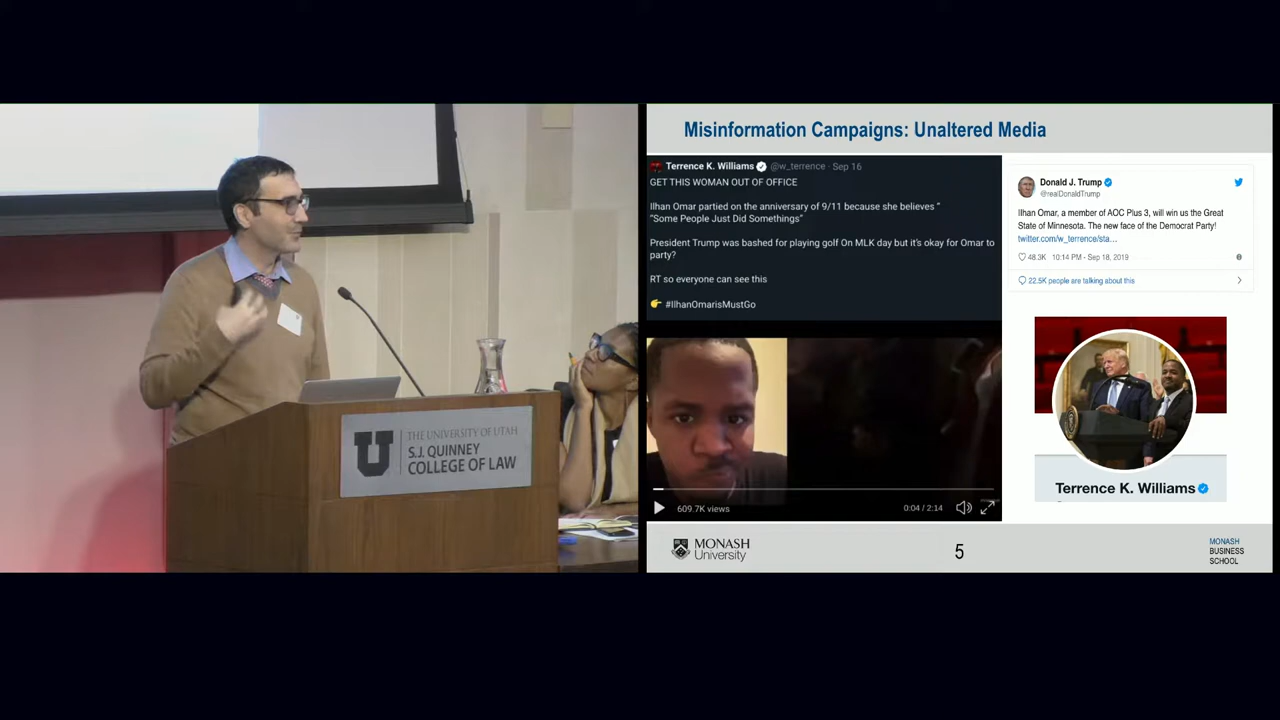 THE UNIVERSITY OF UTAH
S.J. QUINNEY
COLLEGE OF LAW
Misinformation Campaigns: Unaltered Media
Terrence K. Williams @w_terrence · Sep 16
GET THIS WOMAN OUT OF OFFICE
Ilhan Omar partied on the anniversary of 9/11 because she believes "
"Some People Just Did Somethings"
President Trump was bashed for playing golf On MLK day but it's okay for Omar to
party?
RT so everyone can see this
#IlhanOmarisMustGo
609.7K views
0:04 / 2:14
Donald J. Trump
@realDonaldTrump
Ilhan Omar, a member of AOC Plus 3, will win us the Great
State of Minnesota. The new face of the Democrat Party!
twitter.com/w_terrence/sta…
48.3K 10:14 PM - Sep 18, 2019
22.5K people are talking about this
Terrence K. Williams
MONASH
University
5
MONASH
BUSINESS
SCHOOL